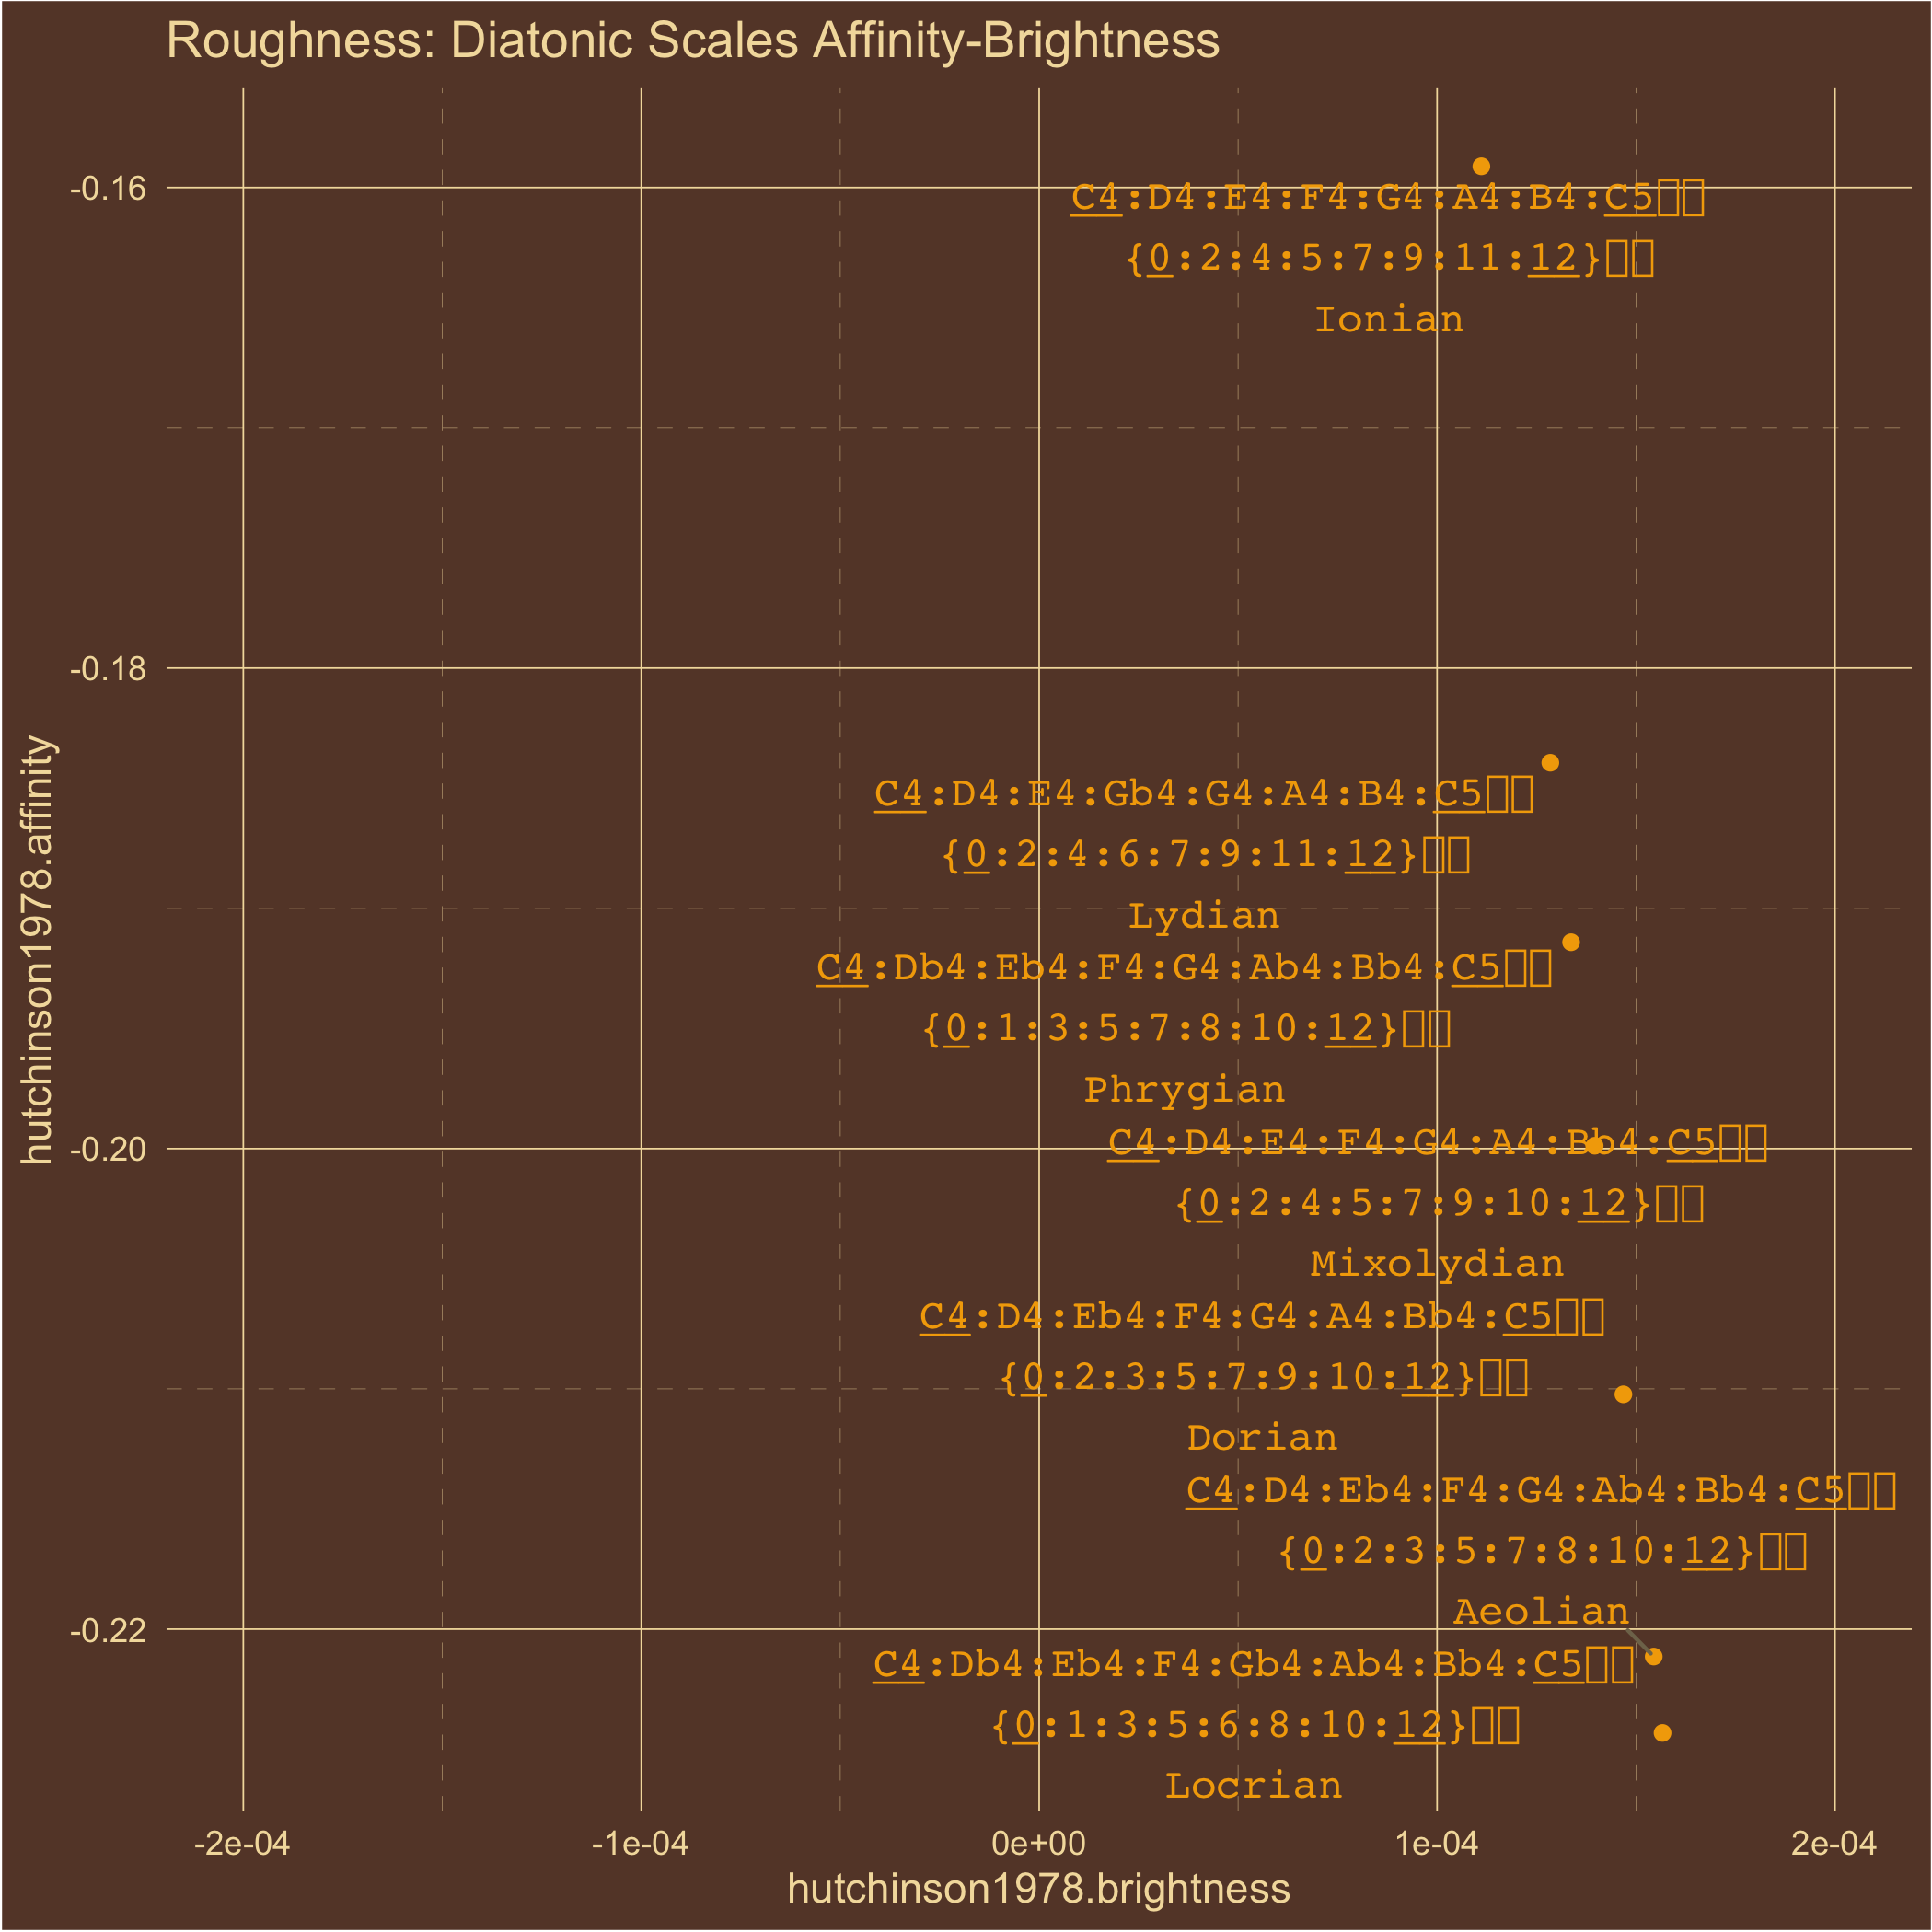 Roughness: Diatonic Scales Affinity-Brightness
hutchinson1978.affinity
-0.16
C4:D4:E4:F4:G4:A4:B4:C5
{0:2:4:5:7:9:11:12}
Ionian
-0.18
C4:D4:E4:Gb4:G4:A4:B4:C5
{0:2:4:6:7:9:11:12}
Lydian
C4:Db4:Eb4:F4:G4:Ab4:Bb4:C5
{0:1:3:5:7:8:10:12}
Phrygian
-0.20
C4:D4:E4:F4:G4:A4:Bb4:C5
{0:2:4:5:7:9:10:12}
Mixolydian
C4:D4:Eb4:F4:G4:A4:Bb4:C5
{0:2:3:5:7:9:10:12}
Dorian
C4:D4:Eb4:F4:G4:Ab4:Bb4:C5
{0:2:3:5:7:8:10:12}
Aeolian
-0.22
C4:Db4:Eb4:F4:Gb4:Ab4:Bb4:C5
{0:1:3:5:6:8:10:12}
Locrian
-2e-04 -1e-04 0e+00 1e-04 2e-04
hutchinson1978.brightness